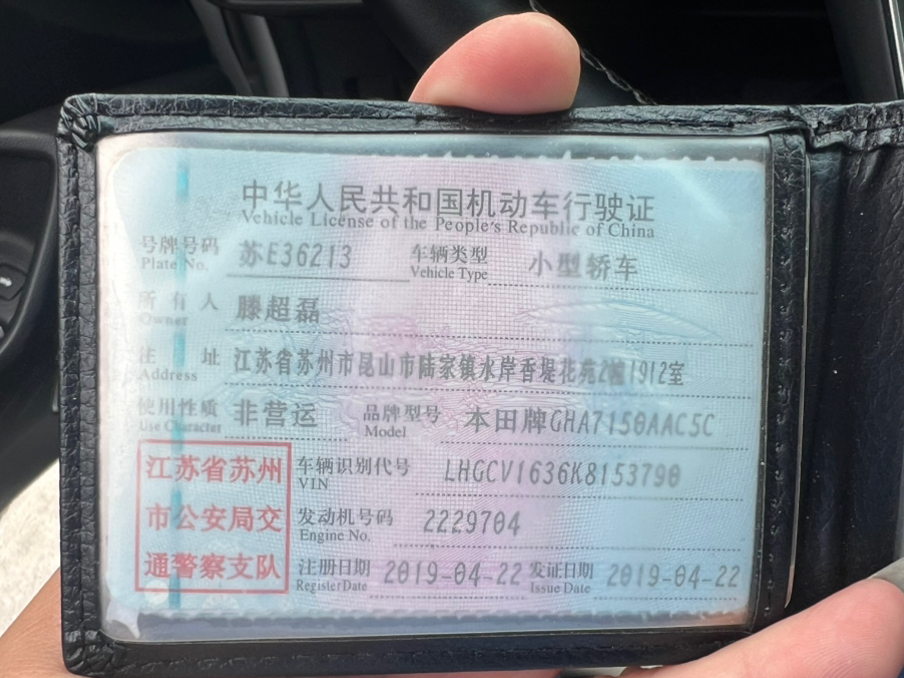 中华人民共和国机动车行驶证
Vehicle License of the People's Republic of China
号牌号码 苏E36213 车辆类型 小型轿车
Plate No. Vehicle Type
所有人 滕超磊
Owner
注址 江苏省苏州市昆山市陆家镇水岸香堤花苑2幢1912室
Address
使用性质 非营运 品牌型号 本田牌GHA7150AAC5C
Use Character Model
江苏省苏州 车辆识别代号 LHGCV1636K8153790
VIN
市公安局交 发动机号码 2229704
Engine No.
通警察支队 注册日期 2019-04-22 发证日期 2019-04-22
Register Date Issue Date